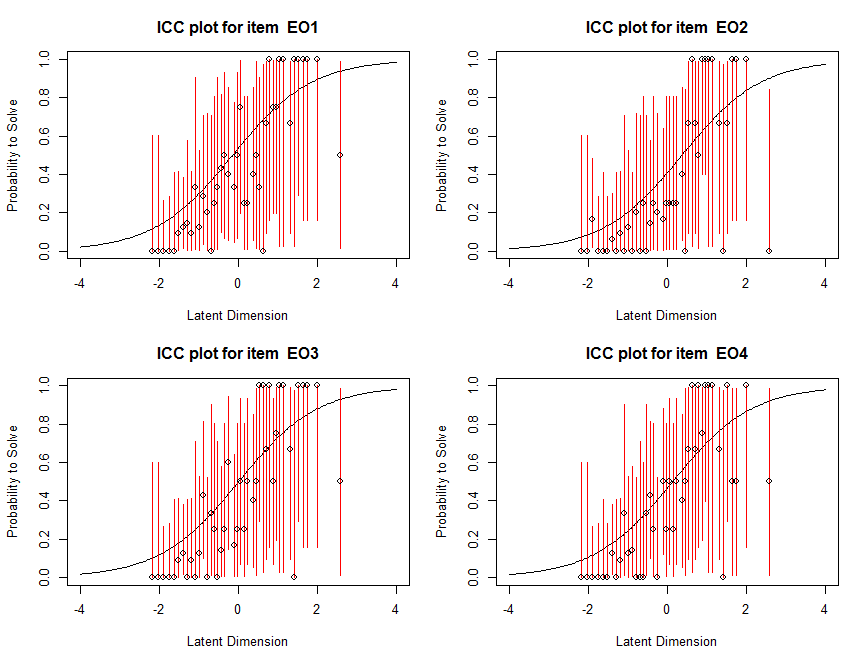 ICC plot for item  EO1
Probability to Solve
0.0 0.2 0.4 0.6 0.8 1.0
-4 -2 0 2 4
Latent Dimension
ICC plot for item  EO2
Probability to Solve
0.0 0.2 0.4 0.6 0.8 1.0
-4 -2 0 2 4
Latent Dimension
ICC plot for item  EO3
Probability to Solve
0.0 0.2 0.4 0.6 0.8 1.0
-4 -2 0 2 4
Latent Dimension
ICC plot for item  EO4
Probability to Solve
0.0 0.2 0.4 0.6 0.8 1.0
-4 -2 0 2 4
Latent Dimension